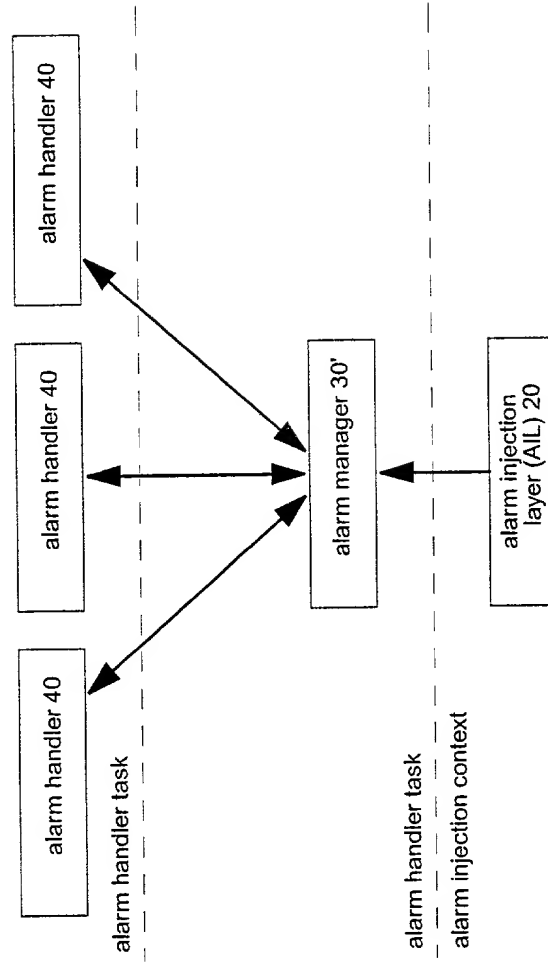 alarm handler 40
alarm handler 40
alarm handler 40
alarm handler task
alarm manager 30'
alarm handler task
alarm injection context
alarm injection
layer (AIL) 20